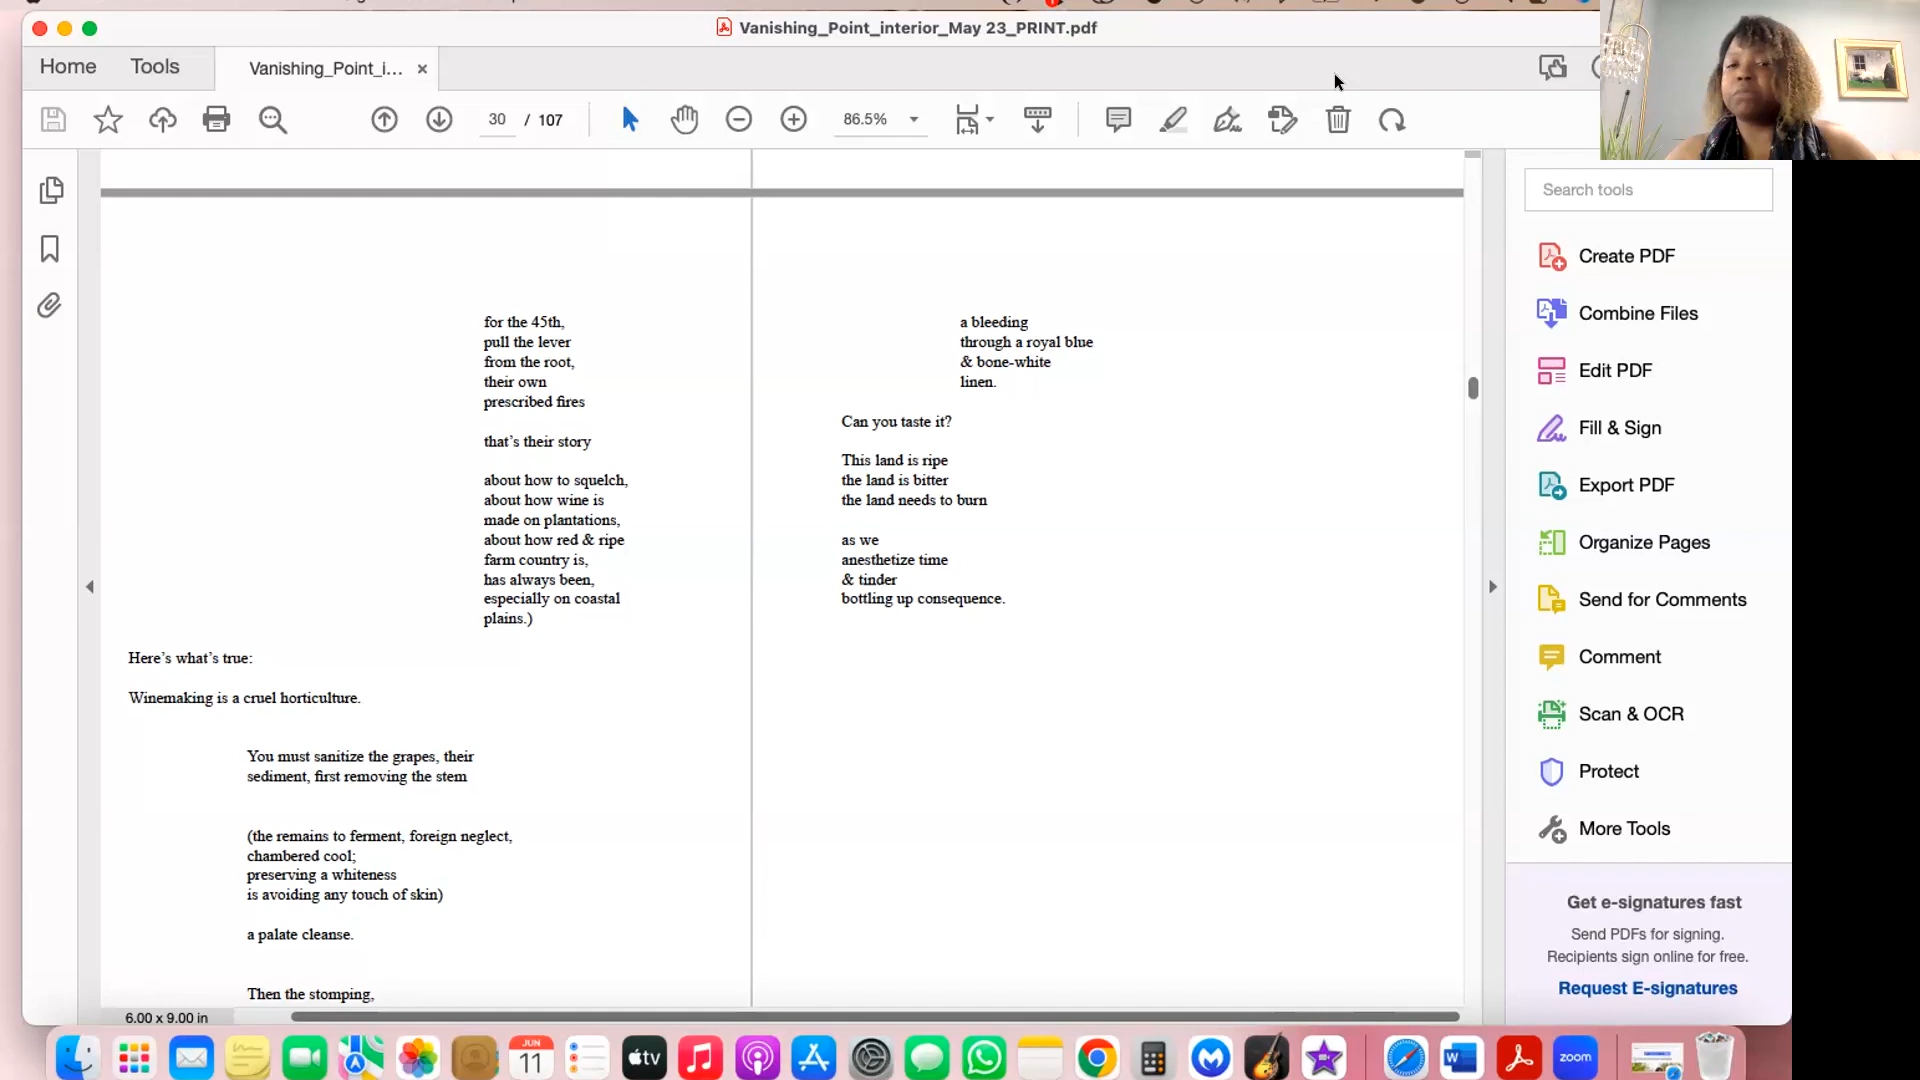 Vanishing_Point_interior_May 23_PRINT.pdf
Home
Tools
Vanishing_Point_i...
30 / 107
86.5%
for the 45th,
pull the lever
from the root,
their own
prescribed fires
that's their story
about how to squelch,
about how wine is
made on plantations,
about how red & ripe
farm country is,
has always been,
especially on coastal
plains.)
Here's what's true:
Winemaking is a cruel horticulture.
You must sanitize the grapes, their
sediment, first removing the stem
(the remains to ferment, foreign neglect,
chambered cool;
preserving a whiteness
is avoiding any touch of skin)
a palate cleanse.
Then the stomping,
a bleeding
through a royal blue
& bone-white
linen.
Can you taste it?
This land is ripe
the land is bitter
the land needs to burn
as we
anesthetize time
& tinder
bottling up consequence.
6.00 x 9.00 in
Search tools
Create PDF
Combine Files
Edit PDF
Fill & Sign
Export PDF
Organize Pages
Send for Comments
Comment
Scan & OCR
Protect
More Tools
Get e-signatures fast
Send PDFs for signing.
Recipients sign online for free.
Request E-signatures
JUN
11
tv
W
zoom